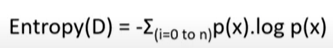 Entropy(D) = -Σ(i=0 to n)p(x).log p(x)